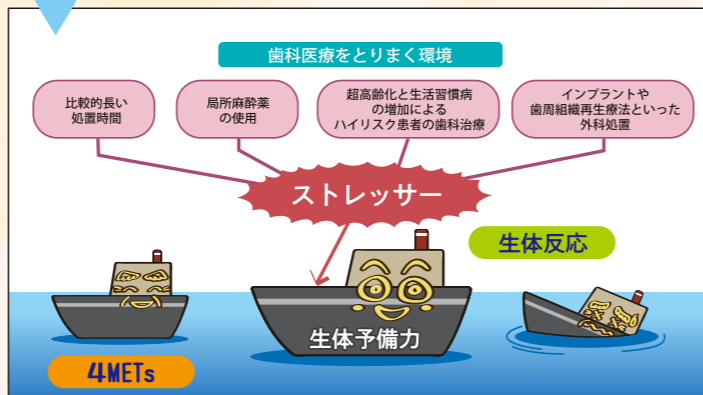 歯科医療をとりまく環境
比較的長い
処置時間
局所麻酔薬
の使用
超高齢化と生活習慣病
の増加による
ハイリスク患者の歯科治療
インプラントや
歯周組織再生療法といった
外科処置
ストレッサー
生体反応
生体予備力
4METs